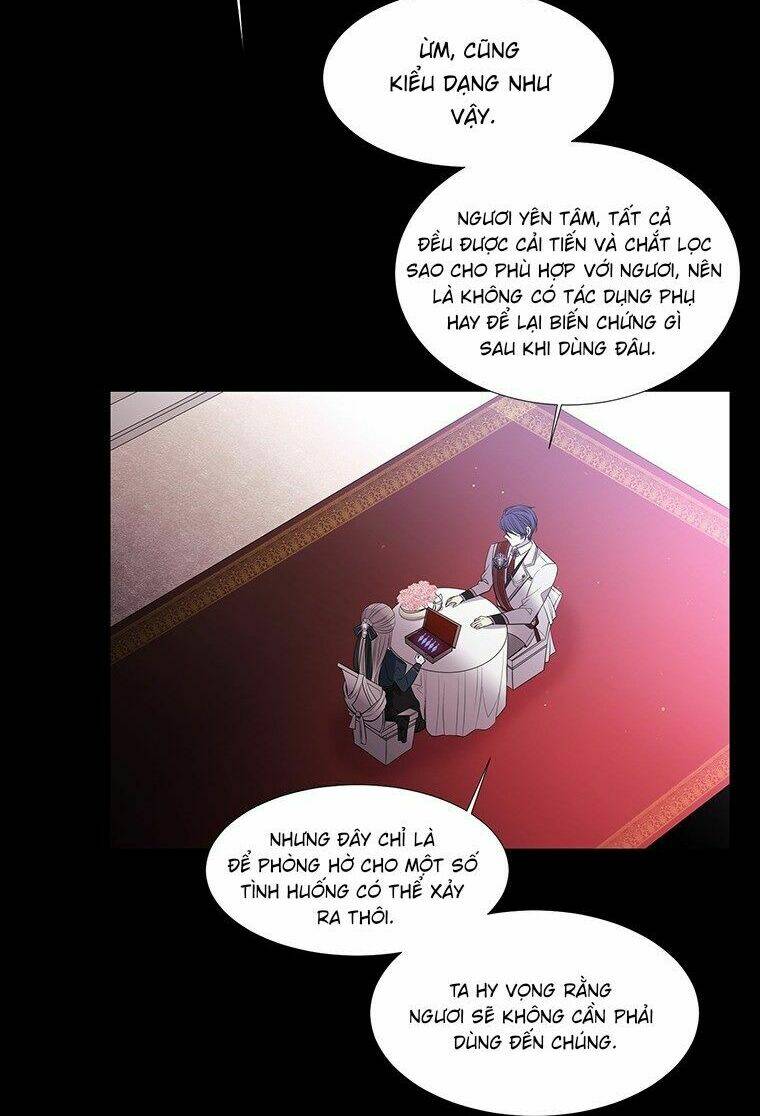 ỪM, CŨNG
KIỂU DẠNG NHƯ
VẬY.
NGƯƠI YÊN TÂM, TẤT CẢ
ĐỀU ĐƯỢC CẢI TIẾN VÀ CHẮT LỌC
SAO CHO PHÙ HỢP VỚI NGƯƠI, NÊN
LÀ KHÔNG CÓ TÁC DỤNG PHỤ
HAY ĐỂ LẠI BIẾN CHỨNG GÌ
SAU KHI DÙNG ĐÂU.
NHƯNG ĐÂY CHỈ LÀ
ĐỂ PHÒNG HỜ CHO MỘT SỐ
TÌNH HUỐNG CÓ THỂ XẢY
RA THÔI.
TA HY VỌNG RẰNG
NGƯƠI SẼ KHÔNG CẦN PHẢI
DÙNG ĐẾN CHÚNG.